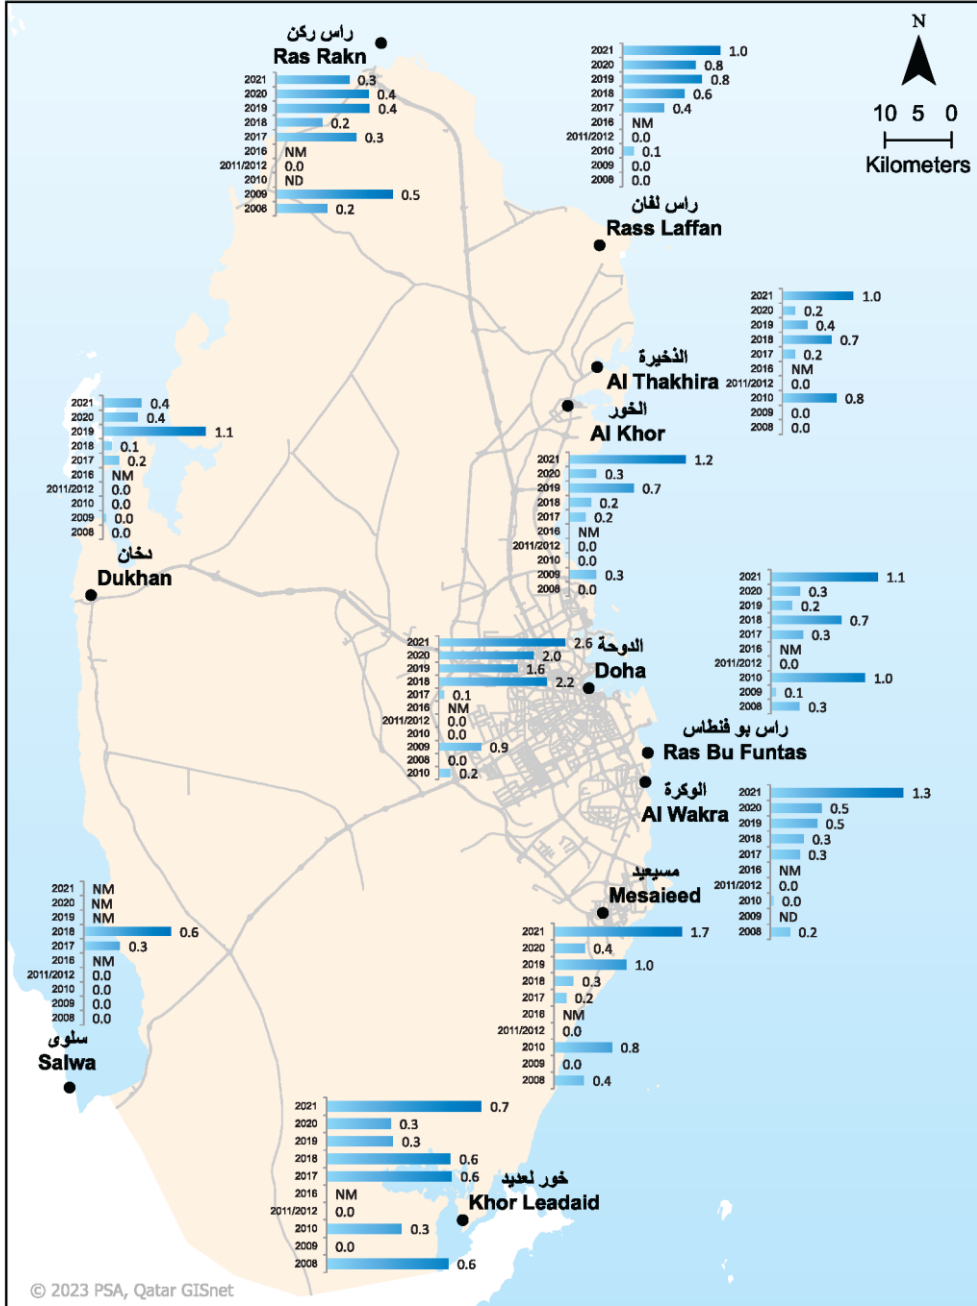 راس ركن
Ras Rakn
2021 0.3
2020 0.4
2019 0.4
2018 0.2
2017 0.3
2016 NM
2011/2012 0.0
2010 ND
2009 0.5
2008 0.2
2021 1.0
2020 0.8
2019 0.8
2018 0.6
2017 0.4
2016 NM
2011/2012 0.0
2010 0.1
2009 0.0
2008 0.0
راس لفان
Rass Laffan
N
10 5 0
Kilometers
2021 1.0
2020 0.2
2019 0.4
2018 0.7
2017 0.2
2016 NM
2011/2012 0.0
2010 0.8
2009 0.0
2008 0.0
الذخيرة
Al Thakhira
الخور
Al Khor
2021 1.2
2020 0.3
2019 0.7
2018 0.2
2017 0.2
2016 NM
2011/2012 0.0
2010 0.0
2009 0.3
2008 0.0
2021 0.4
2020 0.4
2019 1.1
2018 0.1
2017 0.2
2016 NM
2011/2012 0.0
2010 0.0
2009 0.0
2008 0.0
دخان
Dukhan
2021 2.6
2020 2.0
2019 1.6
2018 2.2
2017 0.1
2016 NM
2011/2012 0.0
2010 0.0
2009 0.9
2008 0.0
2010 0.2
الدوحة
Doha
2021 1.1
2020 0.3
2019 0.2
2018 0.7
2017 0.3
2016 NM
2011/2012 0.0
2010 1.0
2009 0.1
2008 0.3
راس بو فنطاس
Ras Bu Funtas
الوكرة
Al Wakra
2021 1.3
2020 0.5
2019 0.5
2018 0.3
2017 0.3
2016 NM
2011/2012 0.0
2010 0.0
2009 ND
2008 0.2
مسيعيد
Mesaieed
2021 1.7
2020 0.4
2019 1.0
2018 0.3
2017 0.2
2016 NM
2011/2012 0.0
2010 0.8
2009 0.0
2008 0.4
2021 NM
2020 NM
2019 NM
2018 0.6
2017 0.3
2016 NM
2011/2012 0.0
2010 0.0
2009 0.0
2008 0.0
سلوى
Salwa
2021 0.7
2020 0.3
2019 0.3
2018 0.6
2017 0.6
2016 NM
2011/2012 0.0
2010 0.3
2009 0.0
2008 0.6
خور لعديد
Khor Leadaid
© 2023 PSA, Qatar GISnet